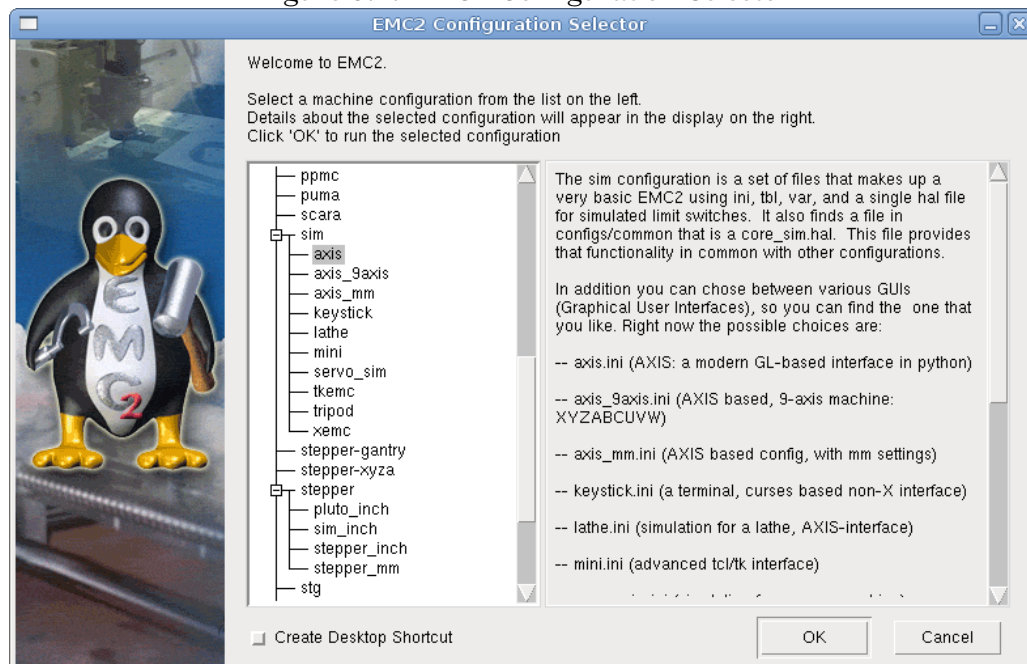 EMC2 Configuration Selector
Welcome to EMC2.
Select a machine configuration from the list on the left.
Details about the selected configuration will appear in the display on the right.
Click 'OK' to run the selected configuration
ppmc
puma
scara
sim
axis
axis_9axis
axis_mm
keystick
lathe
mini
servo_sim
tkemc
tripod
xemc
stepper-gantry
stepper-xyza
stepper
pluto_inch
sim_inch
stepper_inch
stepper_mm
stg
The sim configuration is a set of files that makes up a
very basic EMC2 using ini, tbl, var, and a single hal file
for simulated limit switches. It also finds a file in
configs/common that is a core_sim.hal. This file provides
that functionality in common with other configurations.
In addition you can chose between various GUIs
(Graphical User Interfaces), so you can find the one that
you like. Right now the possible choices are:
-- axis.ini (AXIS: a modern GL-based interface in python)
-- axis_9axis.ini (AXIS based, 9-axis machine:
XYZABCUVW)
-- axis_mm.ini (AXIS based config, with mm settings)
-- keystick.ini (a terminal, curses based non-X interface)
-- lathe.ini (simulation for a lathe, AXIS-interface)
-- mini.ini (advanced tcl/tk interface)
EMC
2
Create Desktop Shortcut
OK
Cancel